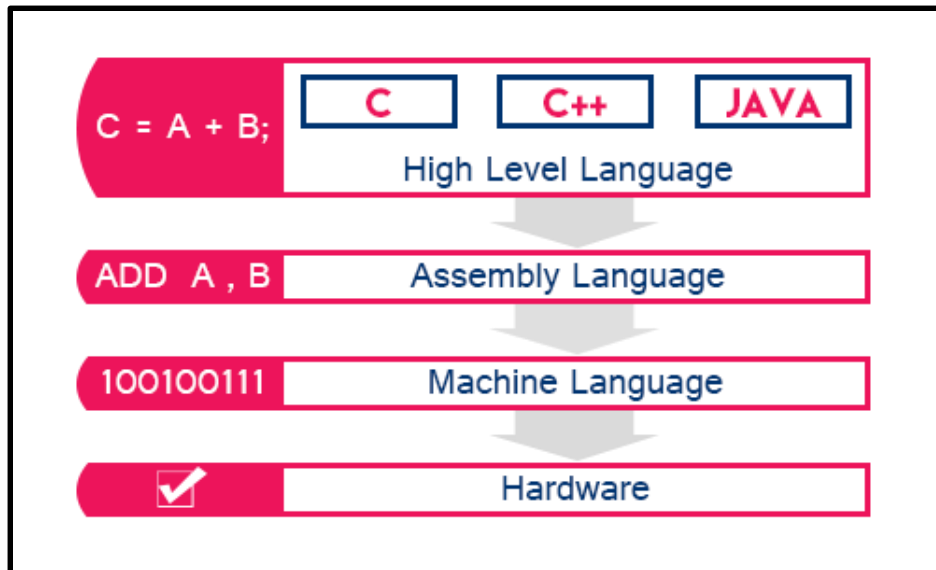 C = A + B;
C
C++
JAVA
High Level Language
ADD A , B
Assembly Language
100100111
Machine Language
Hardware